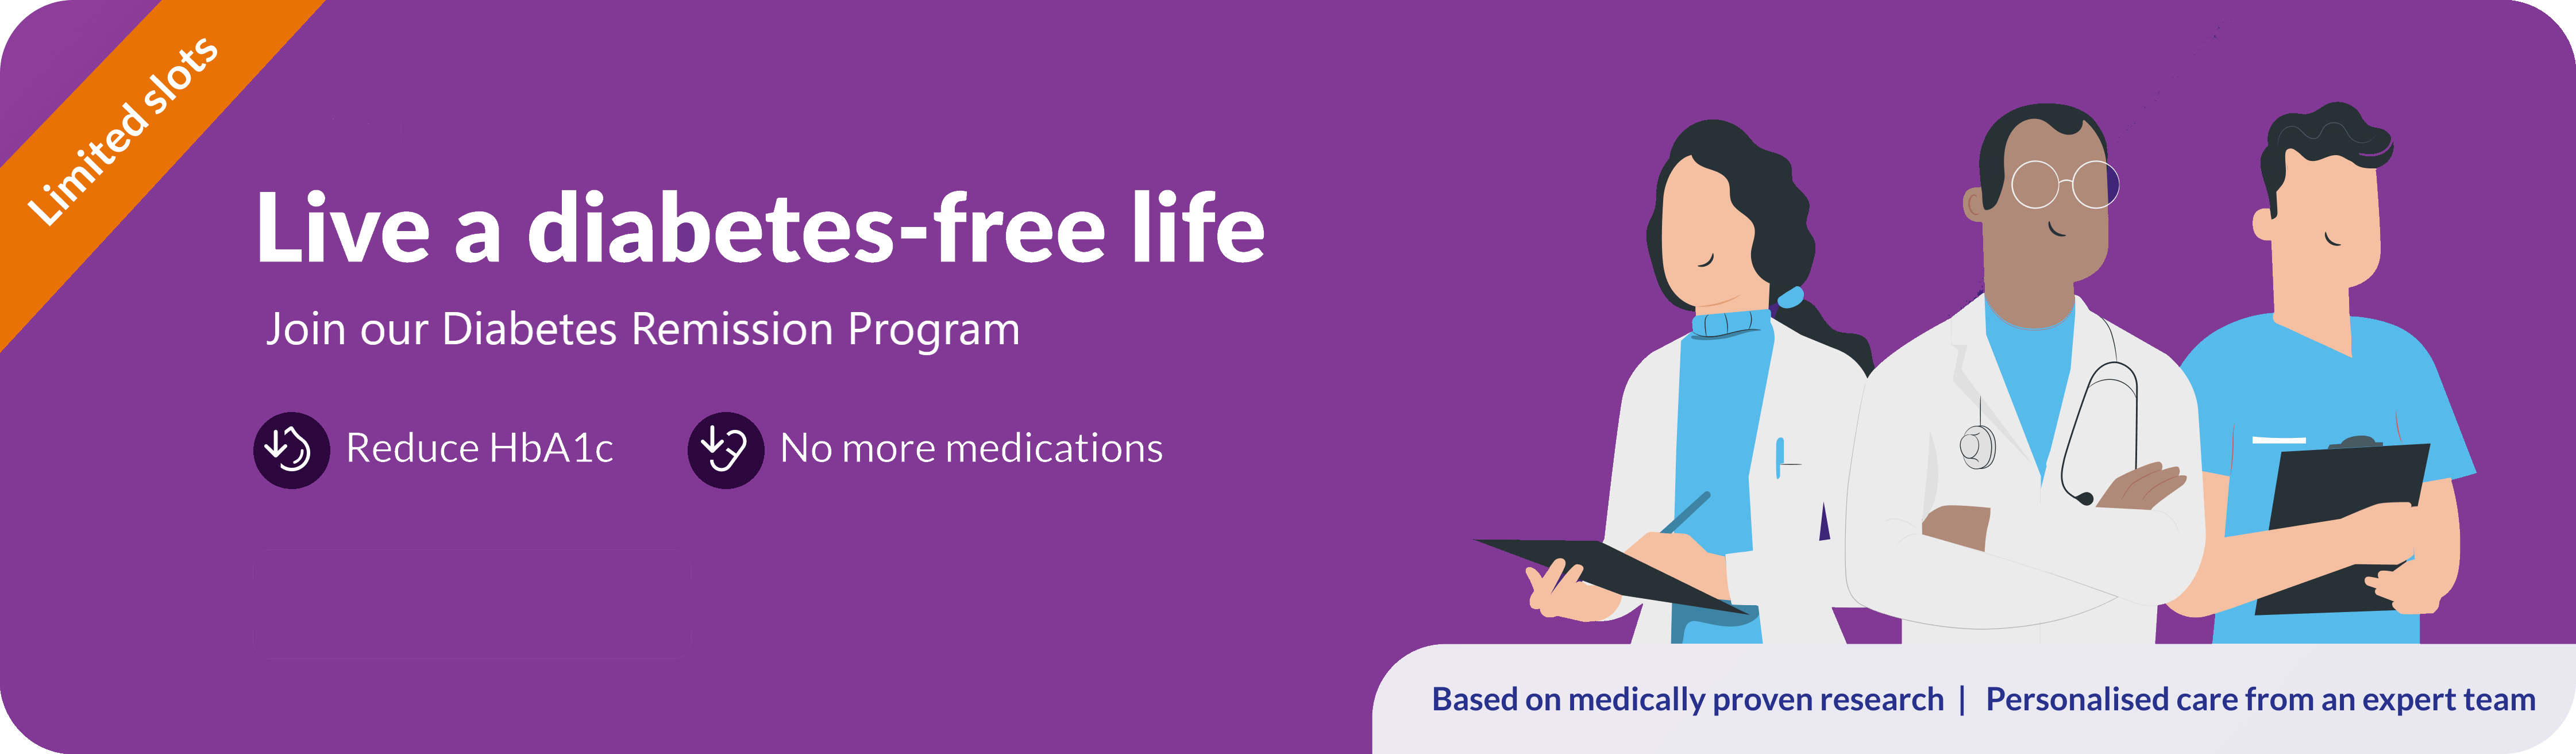 Limited slots
Live a diabetes-free life
Join our Diabetes Remission Program
Reduce HbA1c
No more medications
Based on medically proven research | Personalised care from an expert team